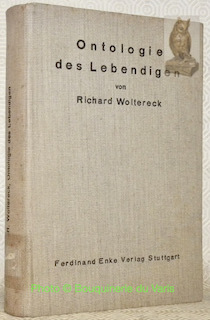 Ontologie
des Lebendigen
von
Richard Woltereck
Ferdinand Enke Verlag Stuttgart